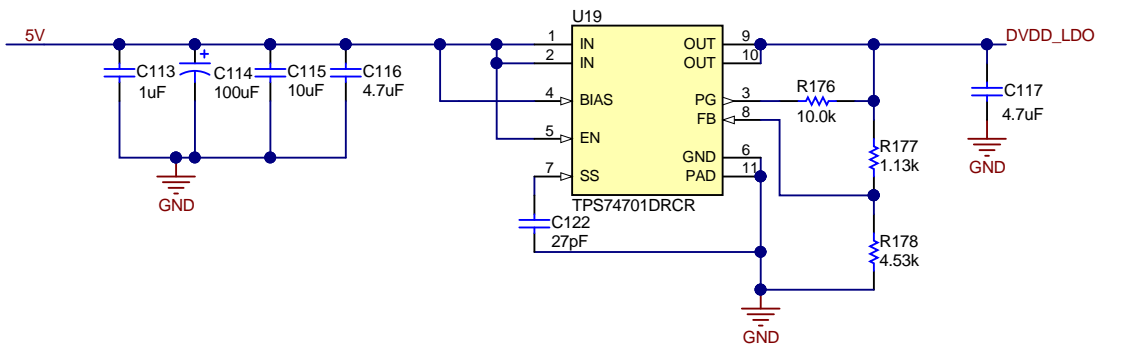 U19
5V
1
IN
OUT
9
DVDD_LDO
2
IN
OUT
10
C113
1uF
+
C114
100uF
C115
10uF
C116
4.7uF
4
BIAS
PG
3
R176
10.0k
C117
4.7uF
FB
8
5
EN
GND
6
R177
1.13k
7
SS
PAD
11
GND
GND
TPS74701DRCR
C122
27pF
R178
4.53k
GND